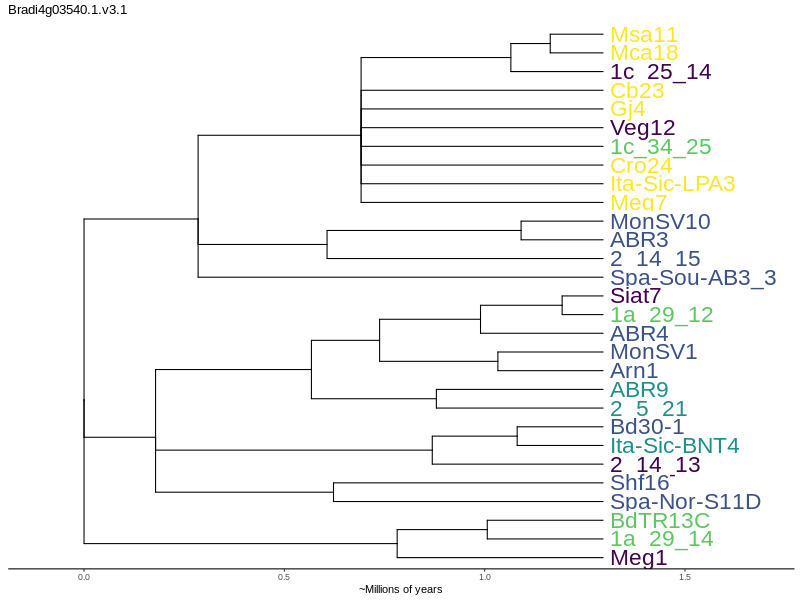 Bradi4g03540.1.v3.1
Msa11
Mca18
1c_25_14
Cb23
Gj4
Veg12
1c_34_25
Cro24
Ita-Sic-LPA3
Meg7
MonSV10
ABR3
2_14_15
Spa-Sou-AB3_3
Siat7
1a_29_12
ABR4
MonSV1
Arn1
ABR9
2_5_21
Bd30-1
Ita-Sic-BNT4
2_14_13
Shf16
Spa-Nor-S11D
BdTR13C
1a_29_14
Meg1
0.0 0.5 1.0 1.5
~Millions of years